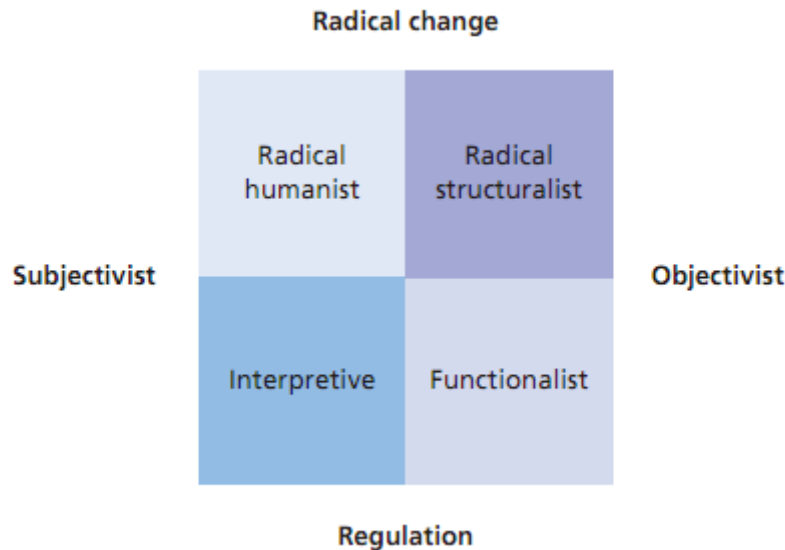 Radical change
Radical
humanist
Radical
structuralist
Subjectivist
Objectivist
Interpretive
Functionalist
Regulation